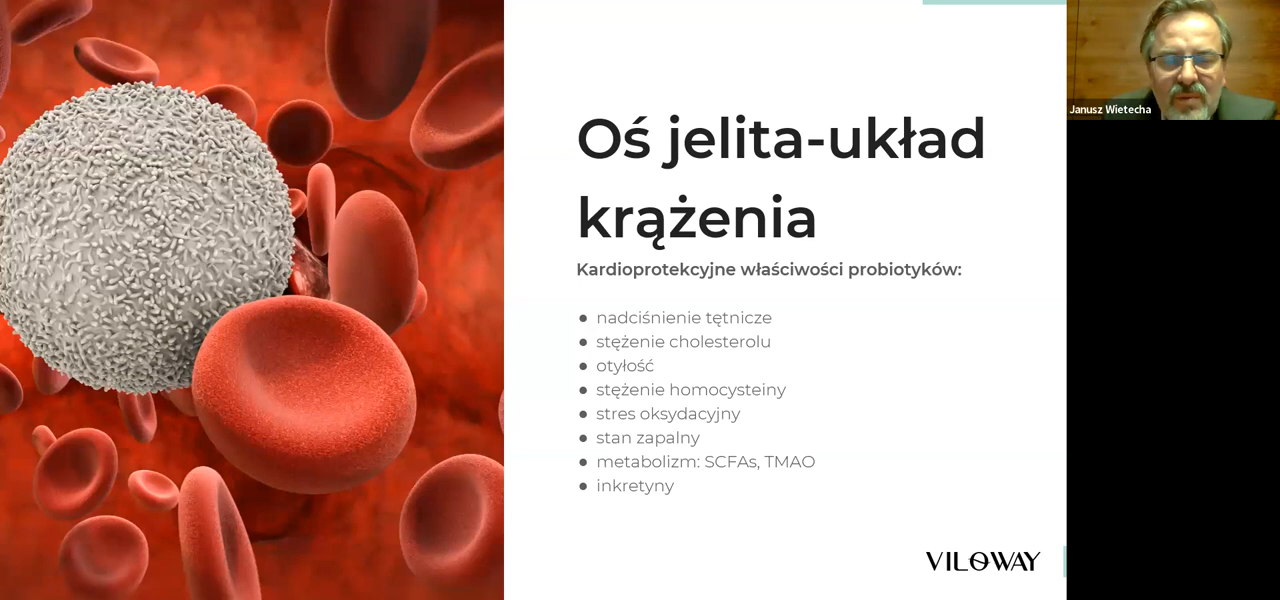 Oś jelita-układ
krążenia
Kardioprotekcyjne właściwości probiotyków:
● nadciśnienie tętnicze
● stężenie cholesterolu
● otyłość
● stężenie homocysteiny
● stres oksydacyjny
● stan zapalny
● metabolizm: SCFAs, TMAO
● inkretyny
VILOWAY
Janusz Wietecha